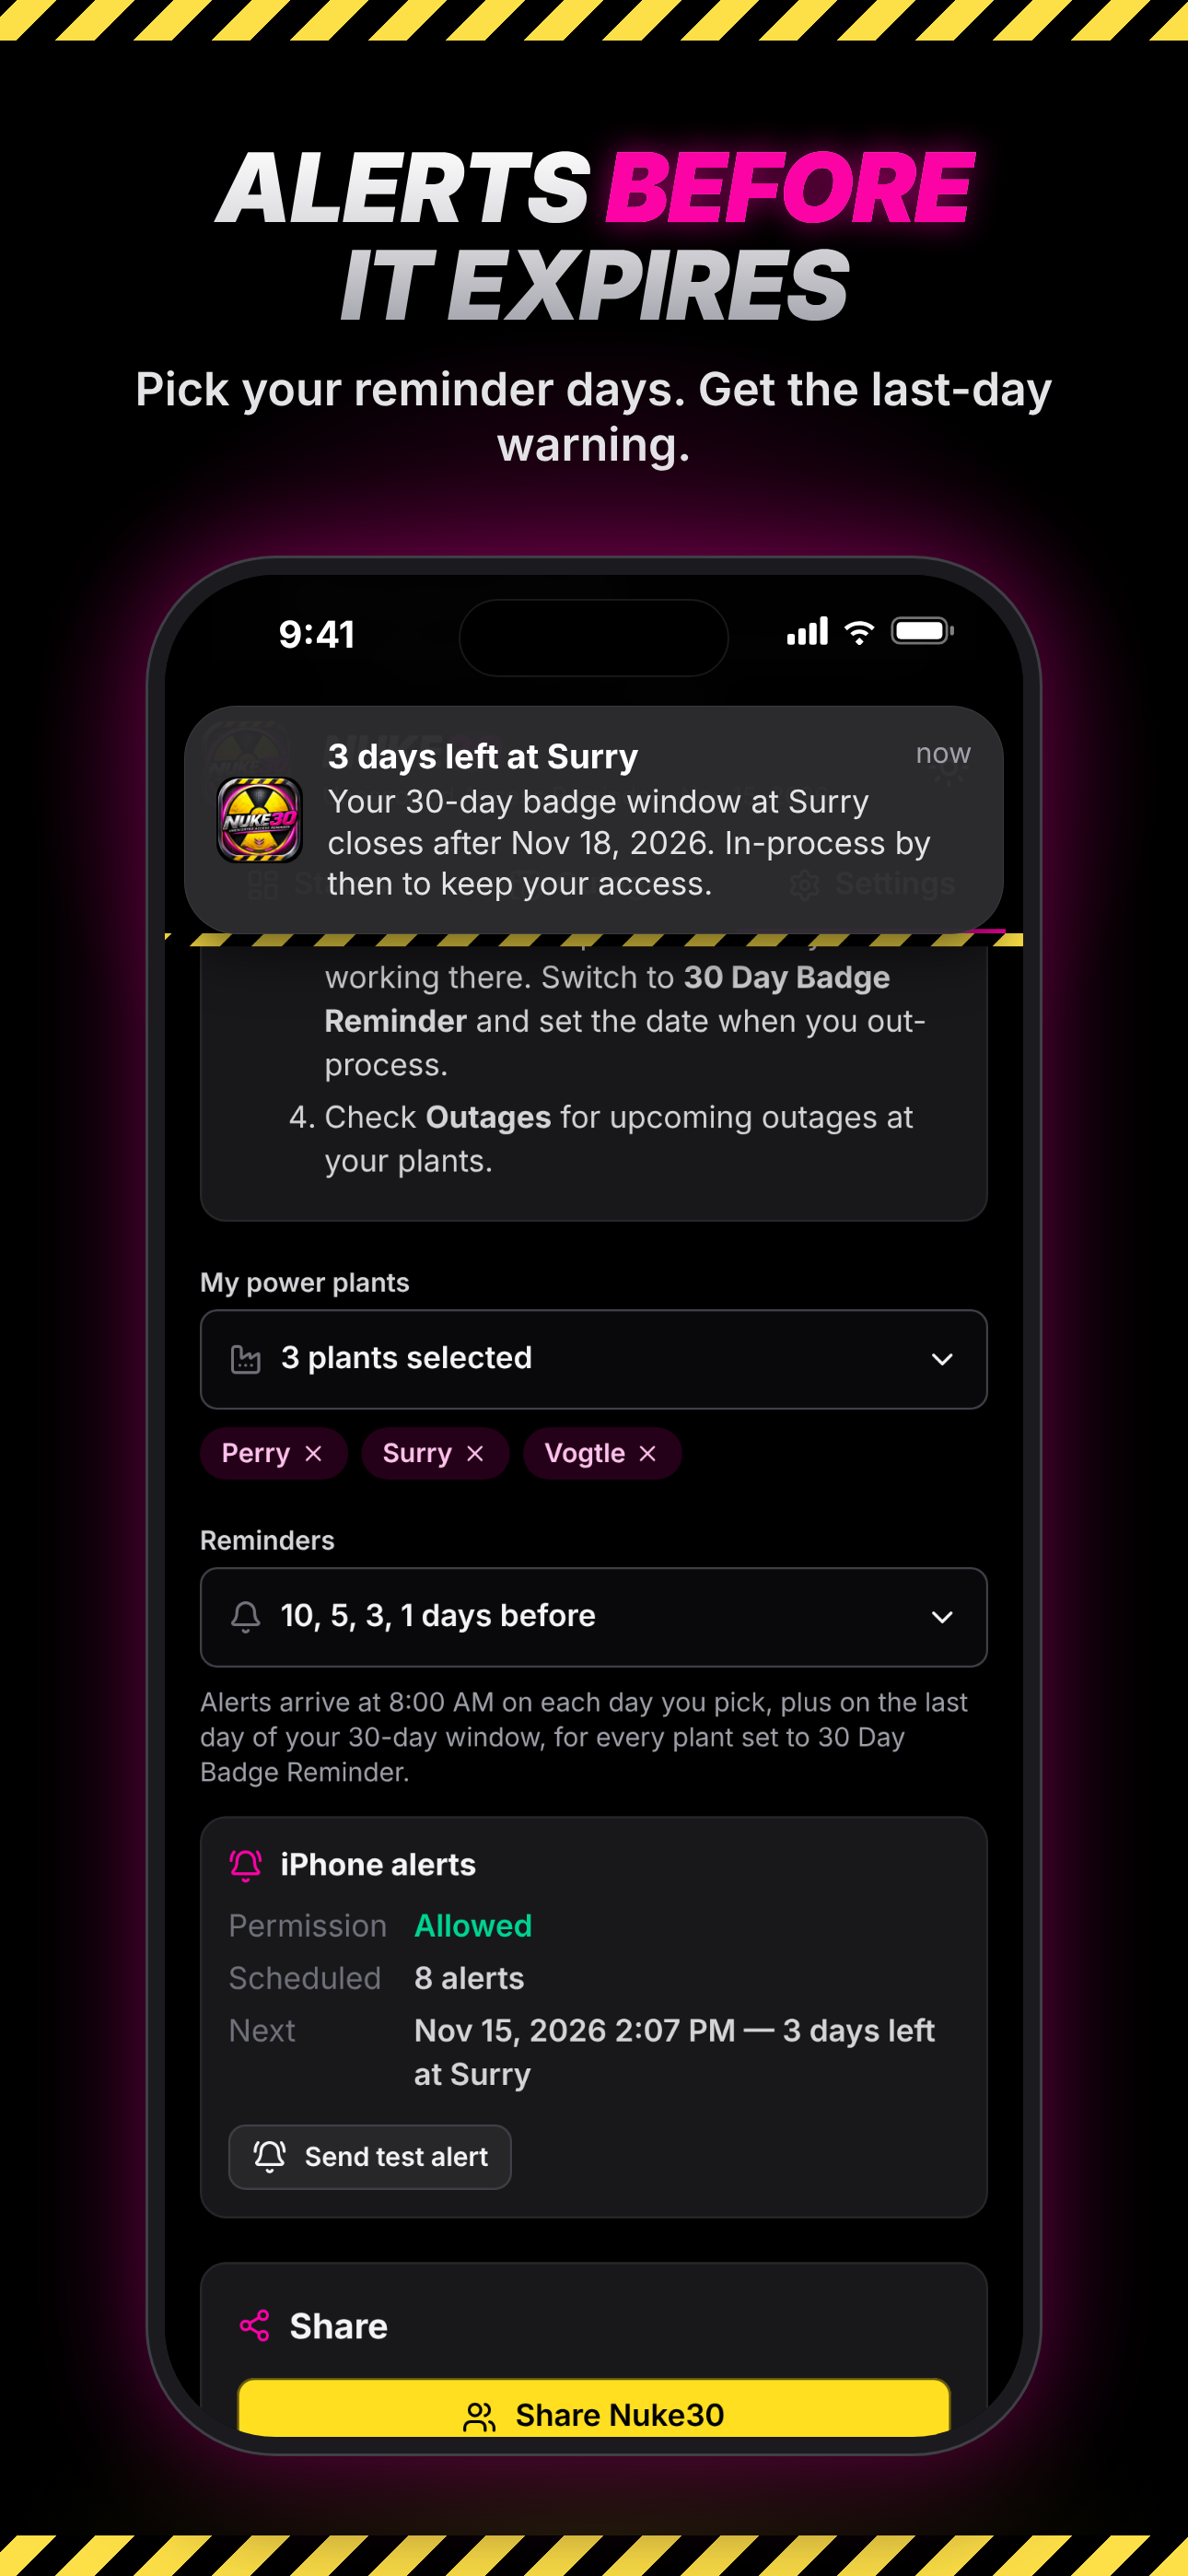 ALERTS BEFORE
IT EXPIRES
Pick your reminder days. Get the last-day
warning.
9:41
3 days left at Surry
now
Your 30-day badge window at Surry
closes after Nov 18, 2026. In-process by
then to keep your access.
NUKE30
Settings
working there. Switch to 30 Day Badge
Reminder and set the date when you out-
process.
4. Check Outages for upcoming outages at
your plants.
My power plants
3 plants selected
Perry
Surry
Vogtle
Reminders
10, 5, 3, 1 days before
Alerts arrive at 8:00 AM on each day you pick, plus on the last
day of your 30-day window, for every plant set to 30 Day
Badge Reminder.
iPhone alerts
Permission Allowed
Scheduled 8 alerts
Next Nov 15, 2026 2:07 PM — 3 days left
at Surry
Send test alert
Share
Share Nuke30